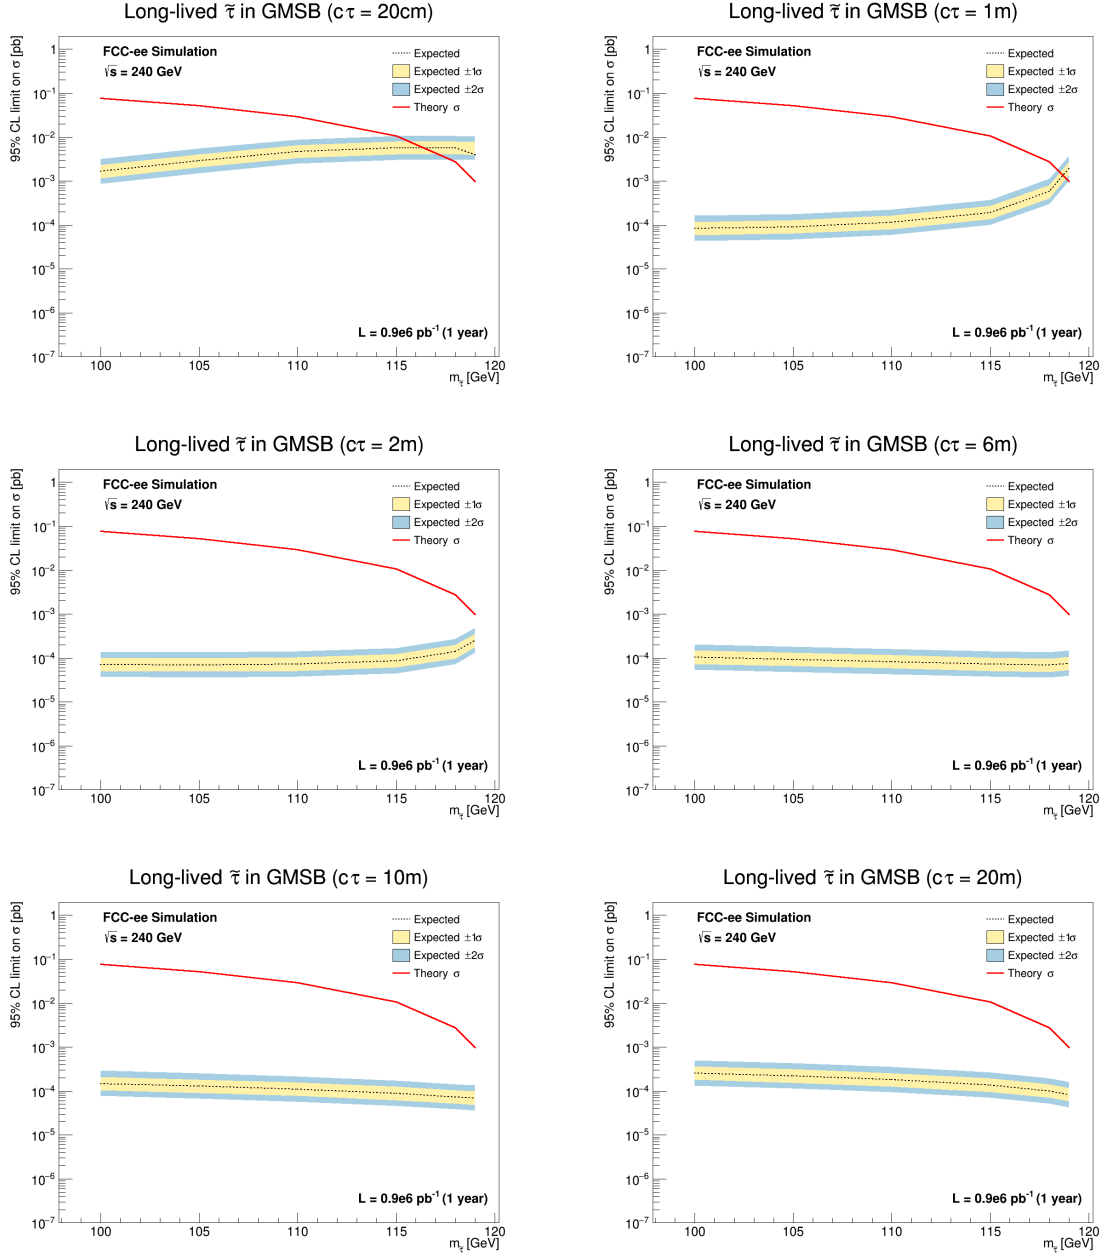 Long-lived τ̃ in GMSB (cτ = 20cm)
95% CL limit on σ [pb]
1
10⁻¹
10⁻²
10⁻³
10⁻⁴
10⁻⁵
10⁻⁶
10⁻⁷
FCC-ee Simulation
√s = 240 GeV
Expected
Expected ±1σ
Expected ±2σ
Theory σ
L = 0.9e6 pb⁻¹ (1 year)
100 105 110 115 120
m_τ̃ [GeV]
Long-lived τ̃ in GMSB (cτ = 1m)
95% CL limit on σ [pb]
1
10⁻¹
10⁻²
10⁻³
10⁻⁴
10⁻⁵
10⁻⁶
10⁻⁷
FCC-ee Simulation
√s = 240 GeV
Expected
Expected ±1σ
Expected ±2σ
Theory σ
L = 0.9e6 pb⁻¹ (1 year)
100 105 110 115 120
m_τ̃ [GeV]
Long-lived τ̃ in GMSB (cτ = 2m)
95% CL limit on σ [pb]
1
10⁻¹
10⁻²
10⁻³
10⁻⁴
10⁻⁵
10⁻⁶
10⁻⁷
FCC-ee Simulation
√s = 240 GeV
Expected
Expected ±1σ
Expected ±2σ
Theory σ
L = 0.9e6 pb⁻¹ (1 year)
100 105 110 115 120
m_τ̃ [GeV]
Long-lived τ̃ in GMSB (cτ = 6m)
95% CL limit on σ [pb]
1
10⁻¹
10⁻²
10⁻³
10⁻⁴
10⁻⁵
10⁻⁶
10⁻⁷
FCC-ee Simulation
√s = 240 GeV
Expected
Expected ±1σ
Expected ±2σ
Theory σ
L = 0.9e6 pb⁻¹ (1 year)
100 105 110 115 120
m_τ̃ [GeV]
Long-lived τ̃ in GMSB (cτ = 10m)
95% CL limit on σ [pb]
1
10⁻¹
10⁻²
10⁻³
10⁻⁴
10⁻⁵
10⁻⁶
10⁻⁷
FCC-ee Simulation
√s = 240 GeV
Expected
Expected ±1σ
Expected ±2σ
Theory σ
L = 0.9e6 pb⁻¹ (1 year)
100 105 110 115 120
m_τ̃ [GeV]
Long-lived τ̃ in GMSB (cτ = 20m)
95% CL limit on σ [pb]
1
10⁻¹
10⁻²
10⁻³
10⁻⁴
10⁻⁵
10⁻⁶
10⁻⁷
FCC-ee Simulation
√s = 240 GeV
Expected
Expected ±1σ
Expected ±2σ
Theory σ
L = 0.9e6 pb⁻¹ (1 year)
100 105 110 115 120
m_τ̃ [GeV]